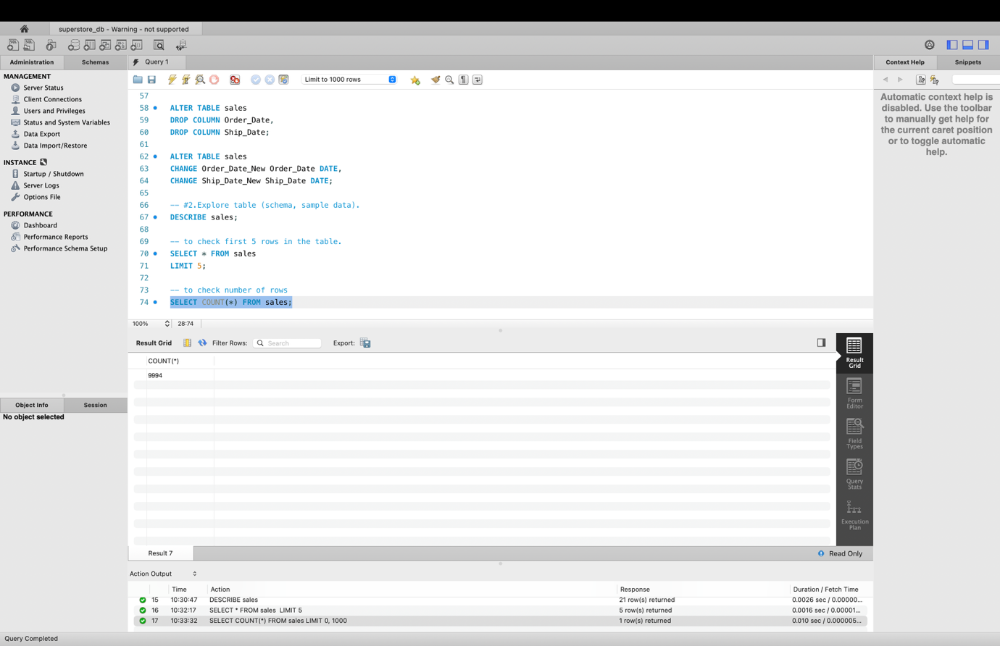 superstore_db - Warning - not supported
Administration
Schemas
Query 1
Context Help
Snippets
MANAGEMENT
Server Status
Client Connections
Users and Privileges
Status and System Variables
Data Export
Data Import/Restore
INSTANCE
Startup / Shutdown
Server Logs
Options File
PERFORMANCE
Dashboard
Performance Reports
Performance Schema Setup
Object Info
Session
No object selected
Limit to 1000 rows
57
58 ALTER TABLE sales
59 DROP COLUMN Order_Date,
60 DROP COLUMN Ship_Date;
61
62 ALTER TABLE sales
63 CHANGE Order_Date_New Order_Date DATE,
64 CHANGE Ship_Date_New Ship_Date DATE;
65
66 -- #2.Explore table (schema, sample data).
67 DESCRIBE sales;
68
69 -- to check first 5 rows in the table.
70 SELECT * FROM sales
71 LIMIT 5;
72
73 -- to check number of rows
74 SELECT COUNT(*) FROM sales;
100%
28:74
Result Grid
Filter Rows:
Search
Export:
COUNT(*)
9994
Result
Grid
Form
Editor
Field
Types
Query
Stats
Execution
Plan
Result 7
Read Only
Action Output
Time Action Response Duration / Fetch Time
15 10:30:47 DESCRIBE sales 21 row(s) returned 0.0026 sec / 0.00000...
16 10:32:17 SELECT * FROM sales LIMIT 5 5 row(s) returned 0.0016 sec / 0.00001...
17 10:33:32 SELECT COUNT(*) FROM sales LIMIT 0, 1000 1 row(s) returned 0.010 sec / 0.000005...
Automatic context help is
disabled. Use the toolbar
to manually get help for
the current caret position
or to toggle automatic
help.
Query Completed